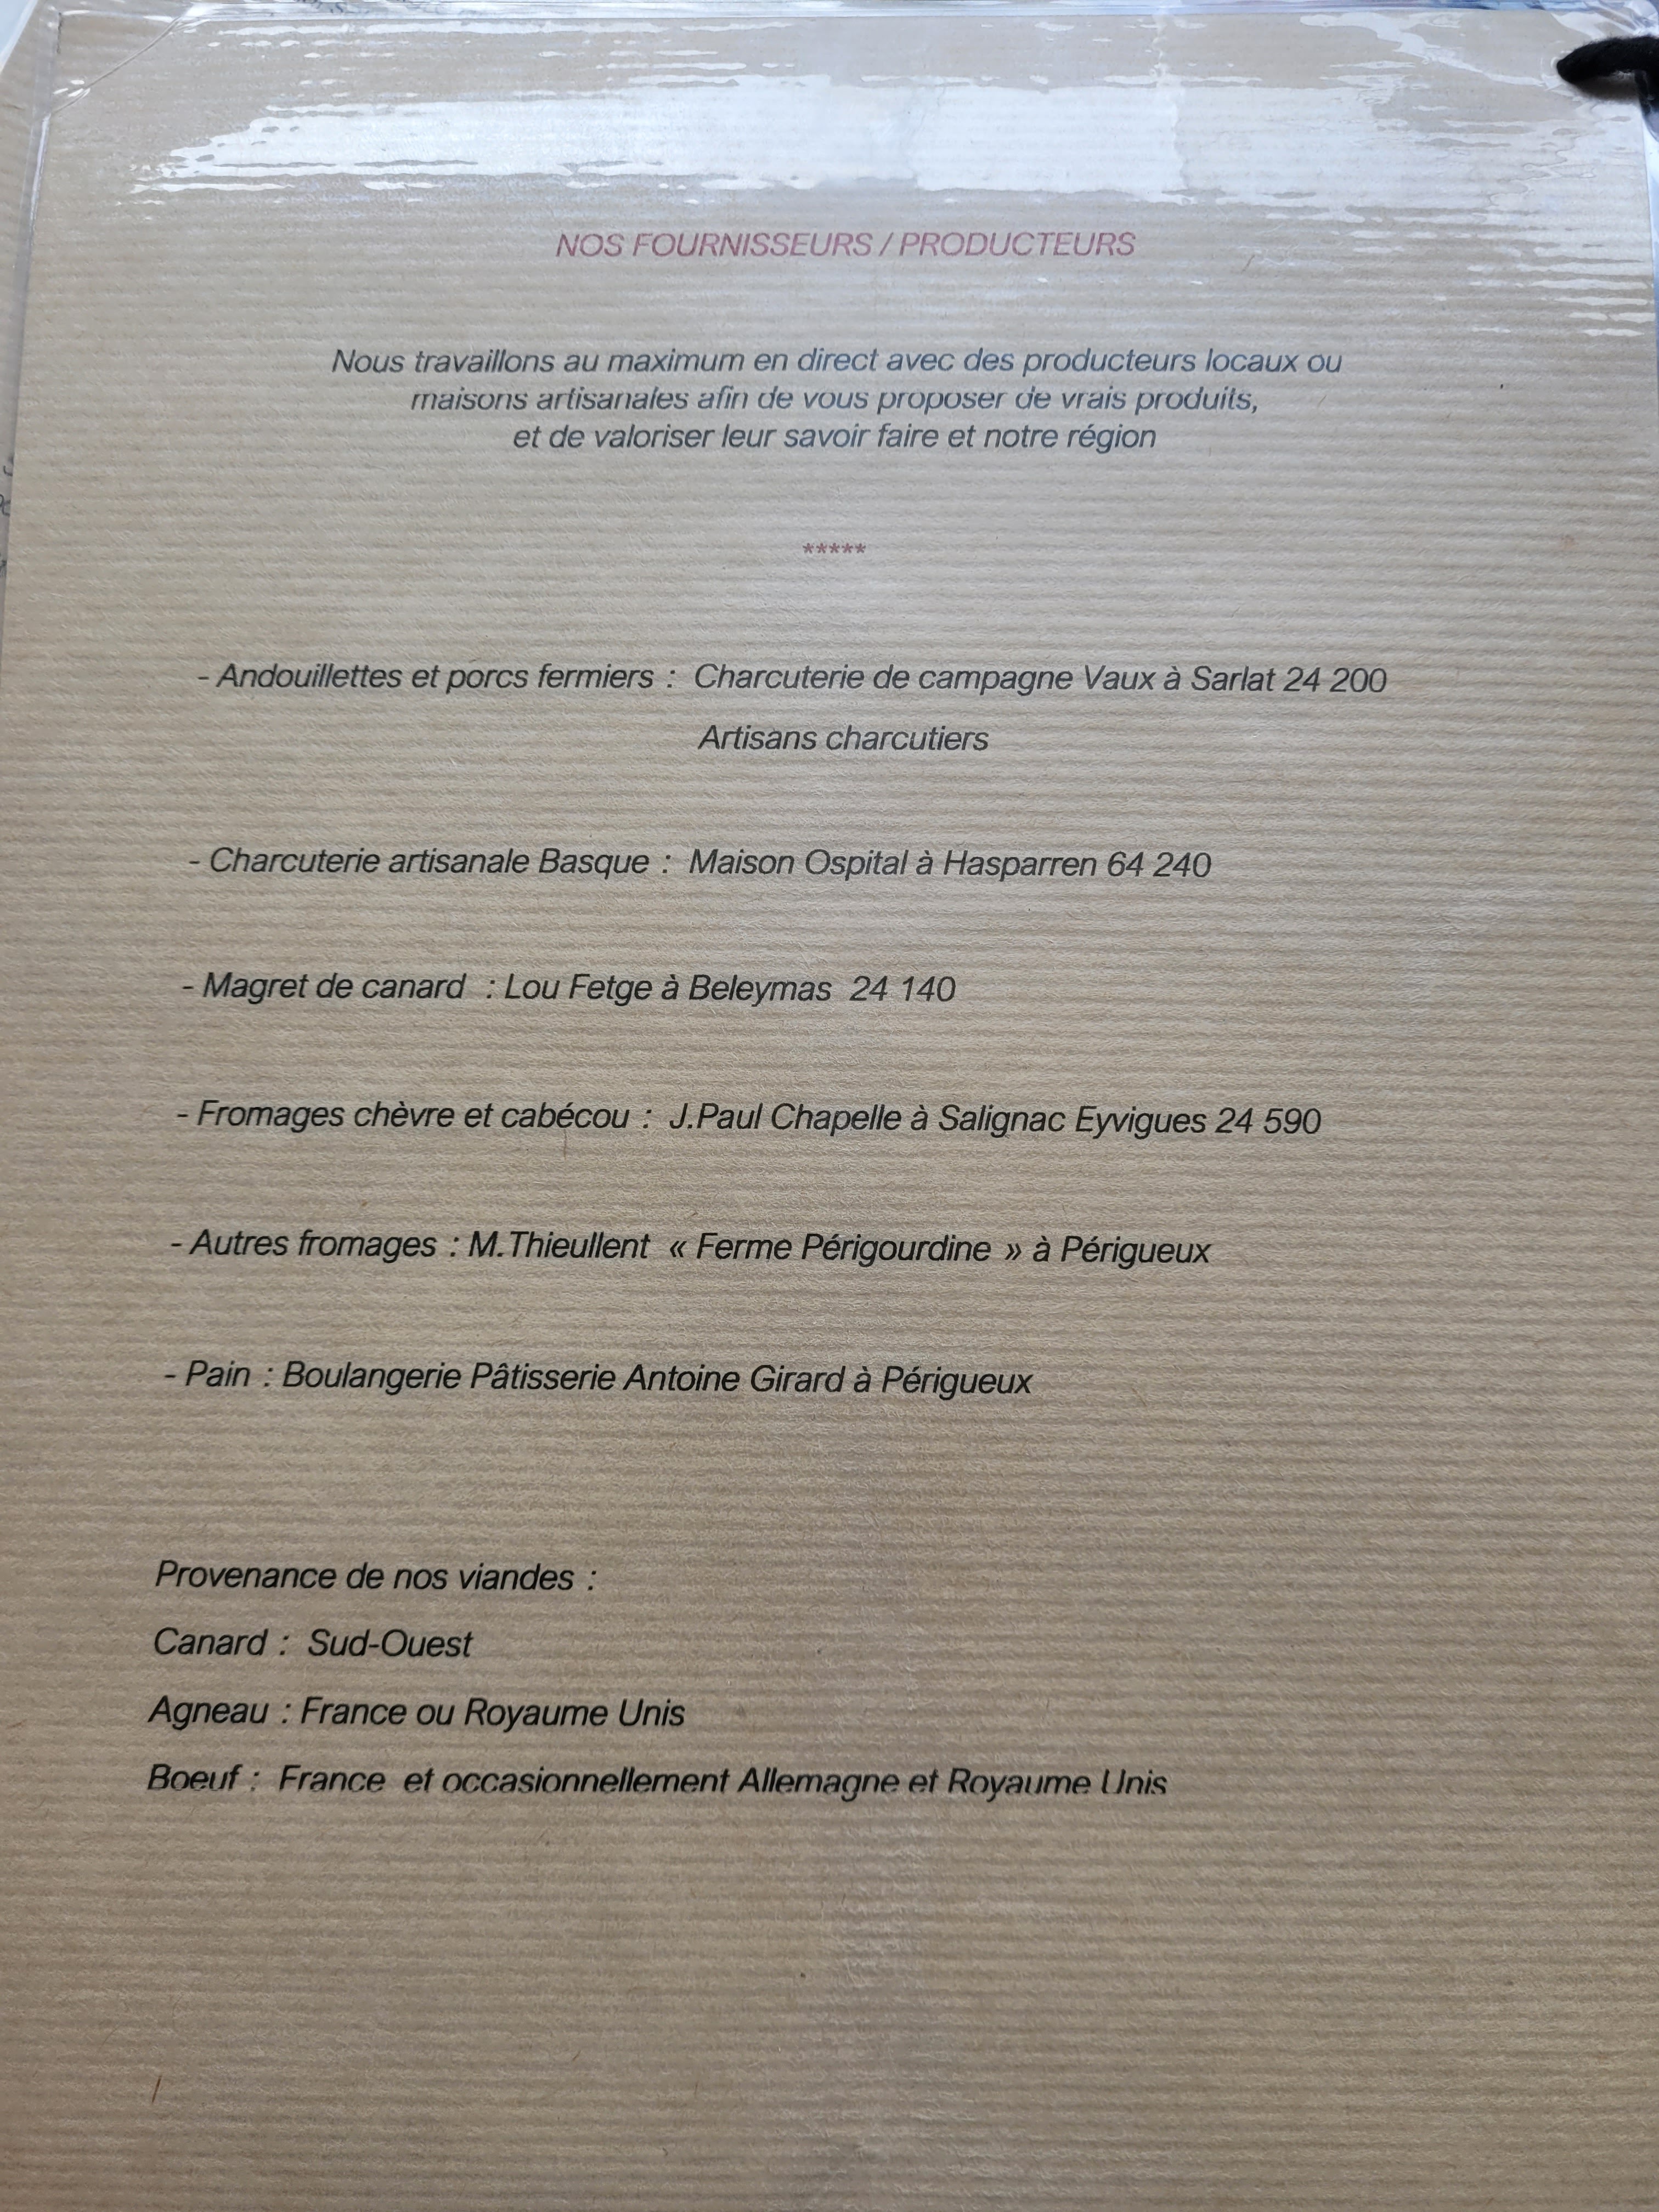 NOS FOURNISSEURS / PRODUCTEURS
Nous travaillons au maximum en direct avec des producteurs locaux ou
maisons artisanales afin de vous proposer de vrais produits,
et de valoriser leur savoir faire et notre région
*****
- Andouillettes et porcs fermiers : Charcuterie de campagne Vaux à Sarlat 24 200
Artisans charcutiers
- Charcuterie artisanale Basque : Maison Ospital à Hasparren 64 240
- Magret de canard : Lou Fetge à Beleymas 24 140
- Fromages chèvre et cabécou : J.Paul Chapelle à Salignac Eyvigues 24 590
- Autres fromages : M.Thieullent « Ferme Périgourdine » à Périgueux
- Pain : Boulangerie Pâtisserie Antoine Girard à Périgueux
Provenance de nos viandes :
Canard : Sud-Ouest
Agneau : France ou Royaume Unis
Boeuf : France et occasionnellement Allemagne et Royaume Unis